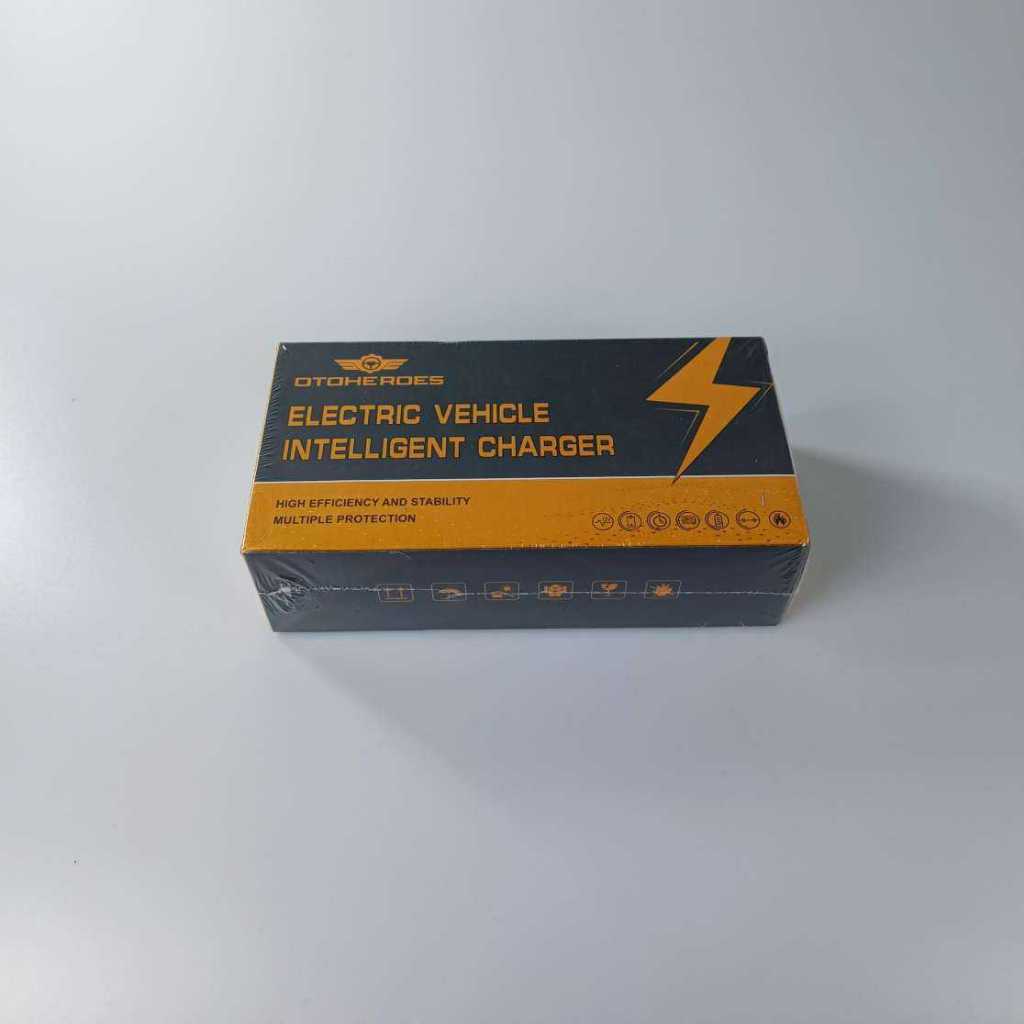 OTOHEROES
ELECTRIC VEHICLE
INTELLIGENT CHARGER
HIGH EFFICIENCY AND STABILITY
MULTIPLE PROTECTION